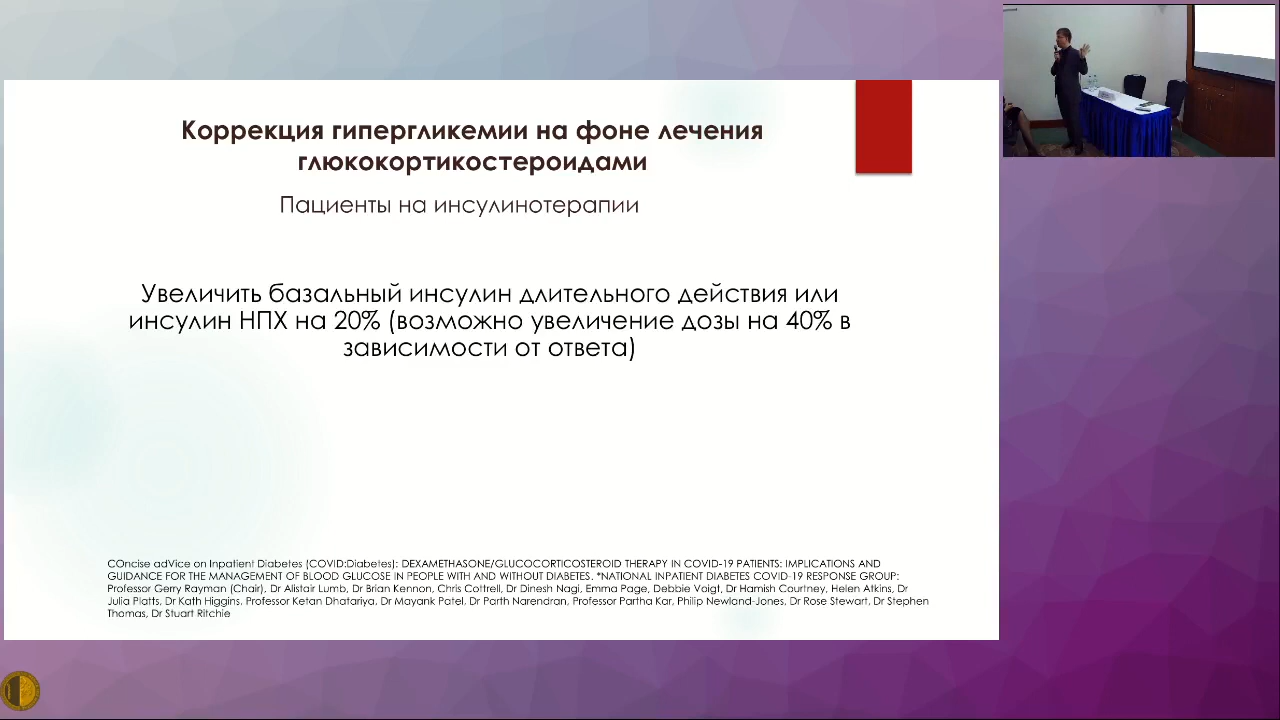 Коррекция гипергликемии на фоне лечения
глюкокортикостероидами
Пациенты на инсулинотерапии
Увеличить базальный инсулин длительного действия или
инсулин НПХ на 20% (возможно увеличение дозы на 40% в
зависимости от ответа)
COncise adVice on Inpatient Diabetes (COVID:Diabetes): DEXAMETHASONE/GLUCOCORTICOSTEROID THERAPY IN COVID-19 PATIENTS: IMPLICATIONS AND
GUIDANCE FOR THE MANAGEMENT OF BLOOD GLUCOSE IN PEOPLE WITH AND WITHOUT DIABETES. *NATIONAL INPATIENT DIABETES COVID-19 RESPONSE GROUP:
Professor Gerry Rayman (Chair), Dr Alistair Lumb, Dr Brian Kennon, Chris Cottrell, Dr Dinesh Nagi, Emma Page, Debbie Voigt, Dr Hamish Courtney, Helen Atkins, Dr
Julia Platts, Dr Kath Higgins, Professor Ketan Dhatariya, Dr Mayank Patel, Dr Parth Narendran, Professor Partha Kar, Philip Newland-Jones, Dr Rose Stewart, Dr Stephen
Thomas, Dr Stuart Ritchie